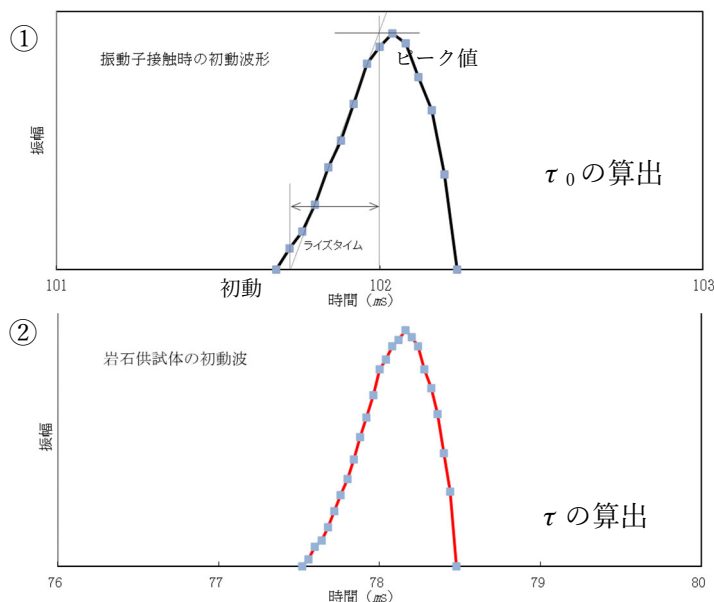 ①
振動子接触時の初動波形
ピーク値
振幅
τ₀の算出
ライズタイム
初動
101
102
103
時間（㎳）
②
岩石供試体の初動波
振幅
τ の算出
76
77
78
79
80
時間（㎳）